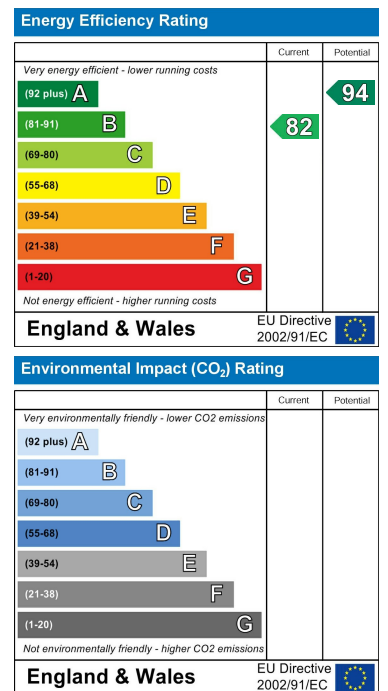 Energy Efficiency Rating
Current Potential
Very energy efficient - lower running costs
(92 plus) A 94
(81-91) B 82
(69-80) C
(55-68) D
(39-54) E
(21-38) F
(1-20) G
Not energy efficient - higher running costs
England & Wales
EU Directive
2002/91/EC
Environmental Impact (CO₂) Rating
Current Potential
Very environmentally friendly - lower CO2 emissions
(92 plus) A
(81-91) B
(69-80) C
(55-68) D
(39-54) E
(21-38) F
(1-20) G
Not environmentally friendly - higher CO2 emissions
England & Wales
EU Directive
2002/91/EC